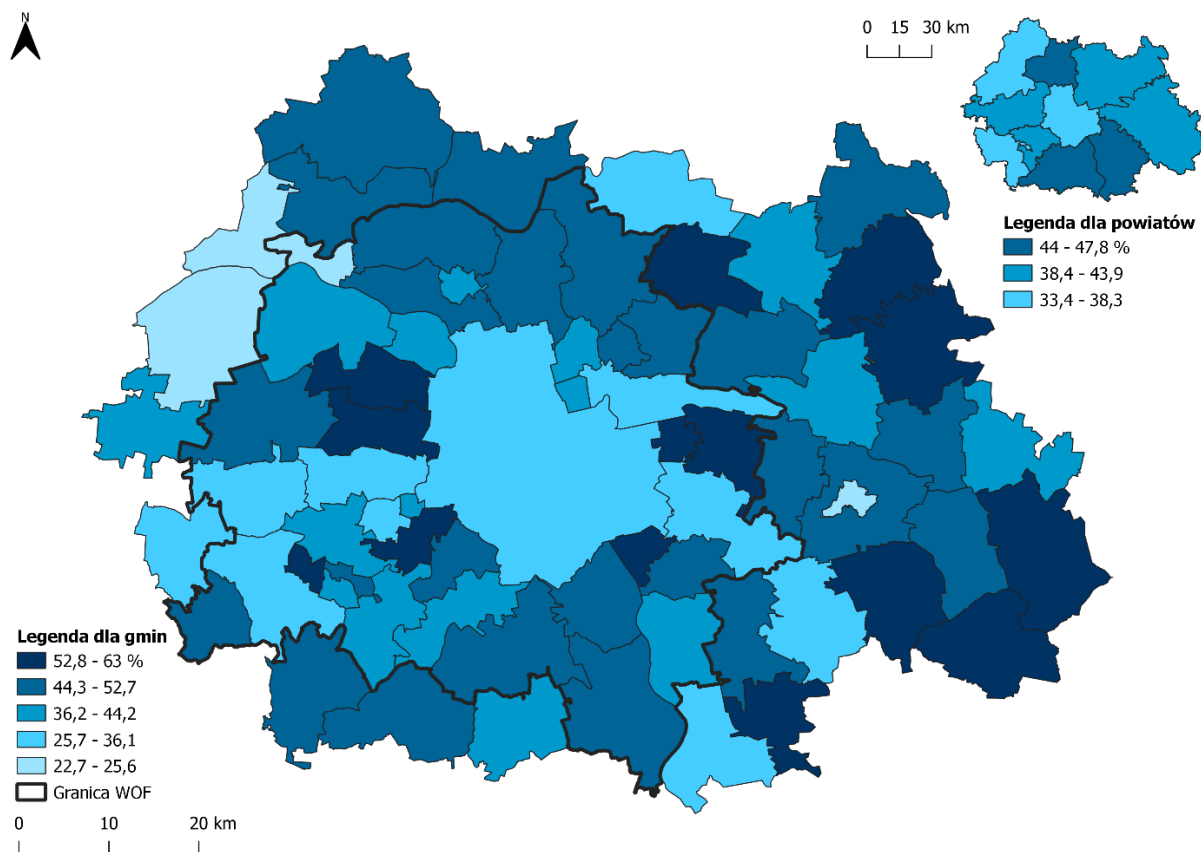 N
0 15 30 km
Legenda dla powiatów
44 - 47,8 %
38,4 - 43,9
33,4 - 38,3
Legenda dla gmin
52,8 - 63 %
44,3 - 52,7
36,2 - 44,2
25,7 - 36,1
22,7 - 25,6
Granica WOF
0 10 20 km